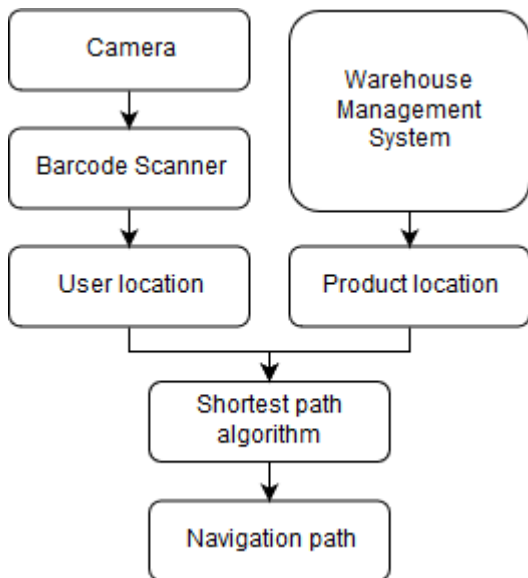 Camera
Warehouse
Management
System
Barcode Scanner
User location
Product location
Shortest path
algorithm
Navigation path